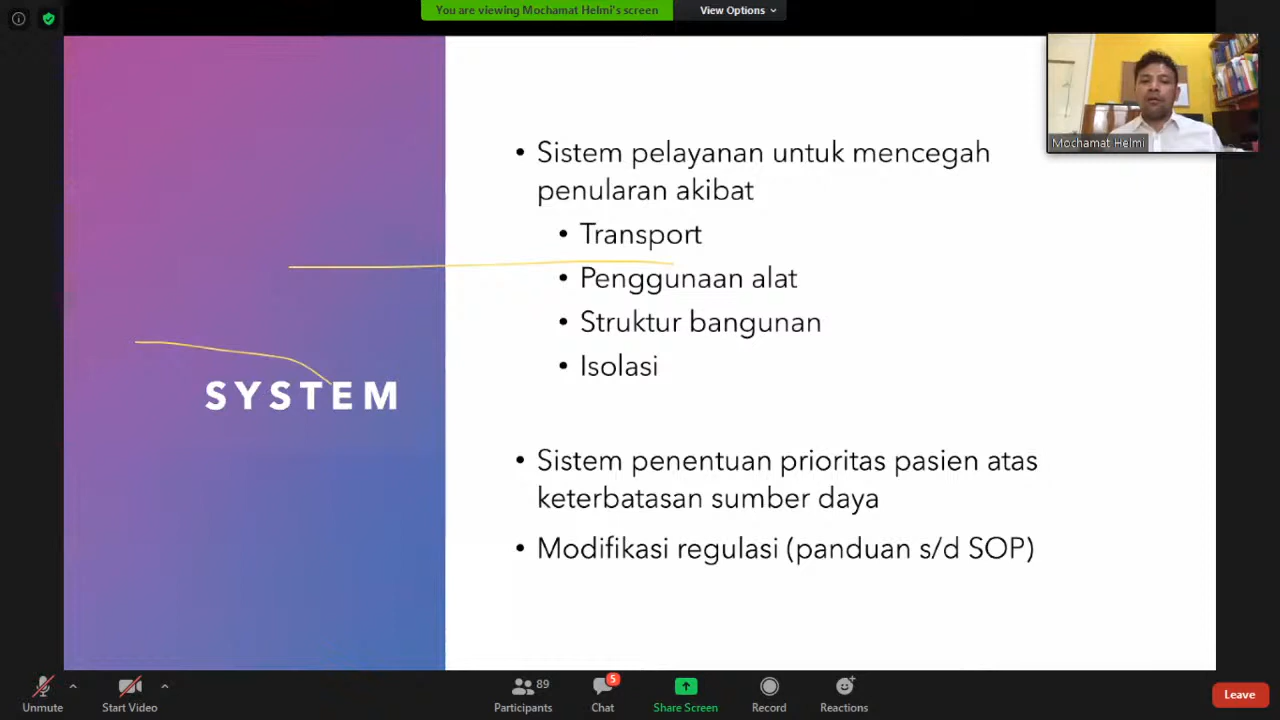 You are viewing Mochamat Helmi's screen
View Options
Mochamat Helmi
• Sistem pelayanan untuk mencegah
penularan akibat
• Transport
• Penggunaan alat
• Struktur bangunan
• Isolasi
SYSTEM
• Sistem penentuan prioritas pasien atas
keterbatasan sumber daya
• Modifikasi regulasi (panduan s/d SOP)
89
5
Unmute
Start Video
Participants
Chat
Share Screen
Record
Reactions
Leave